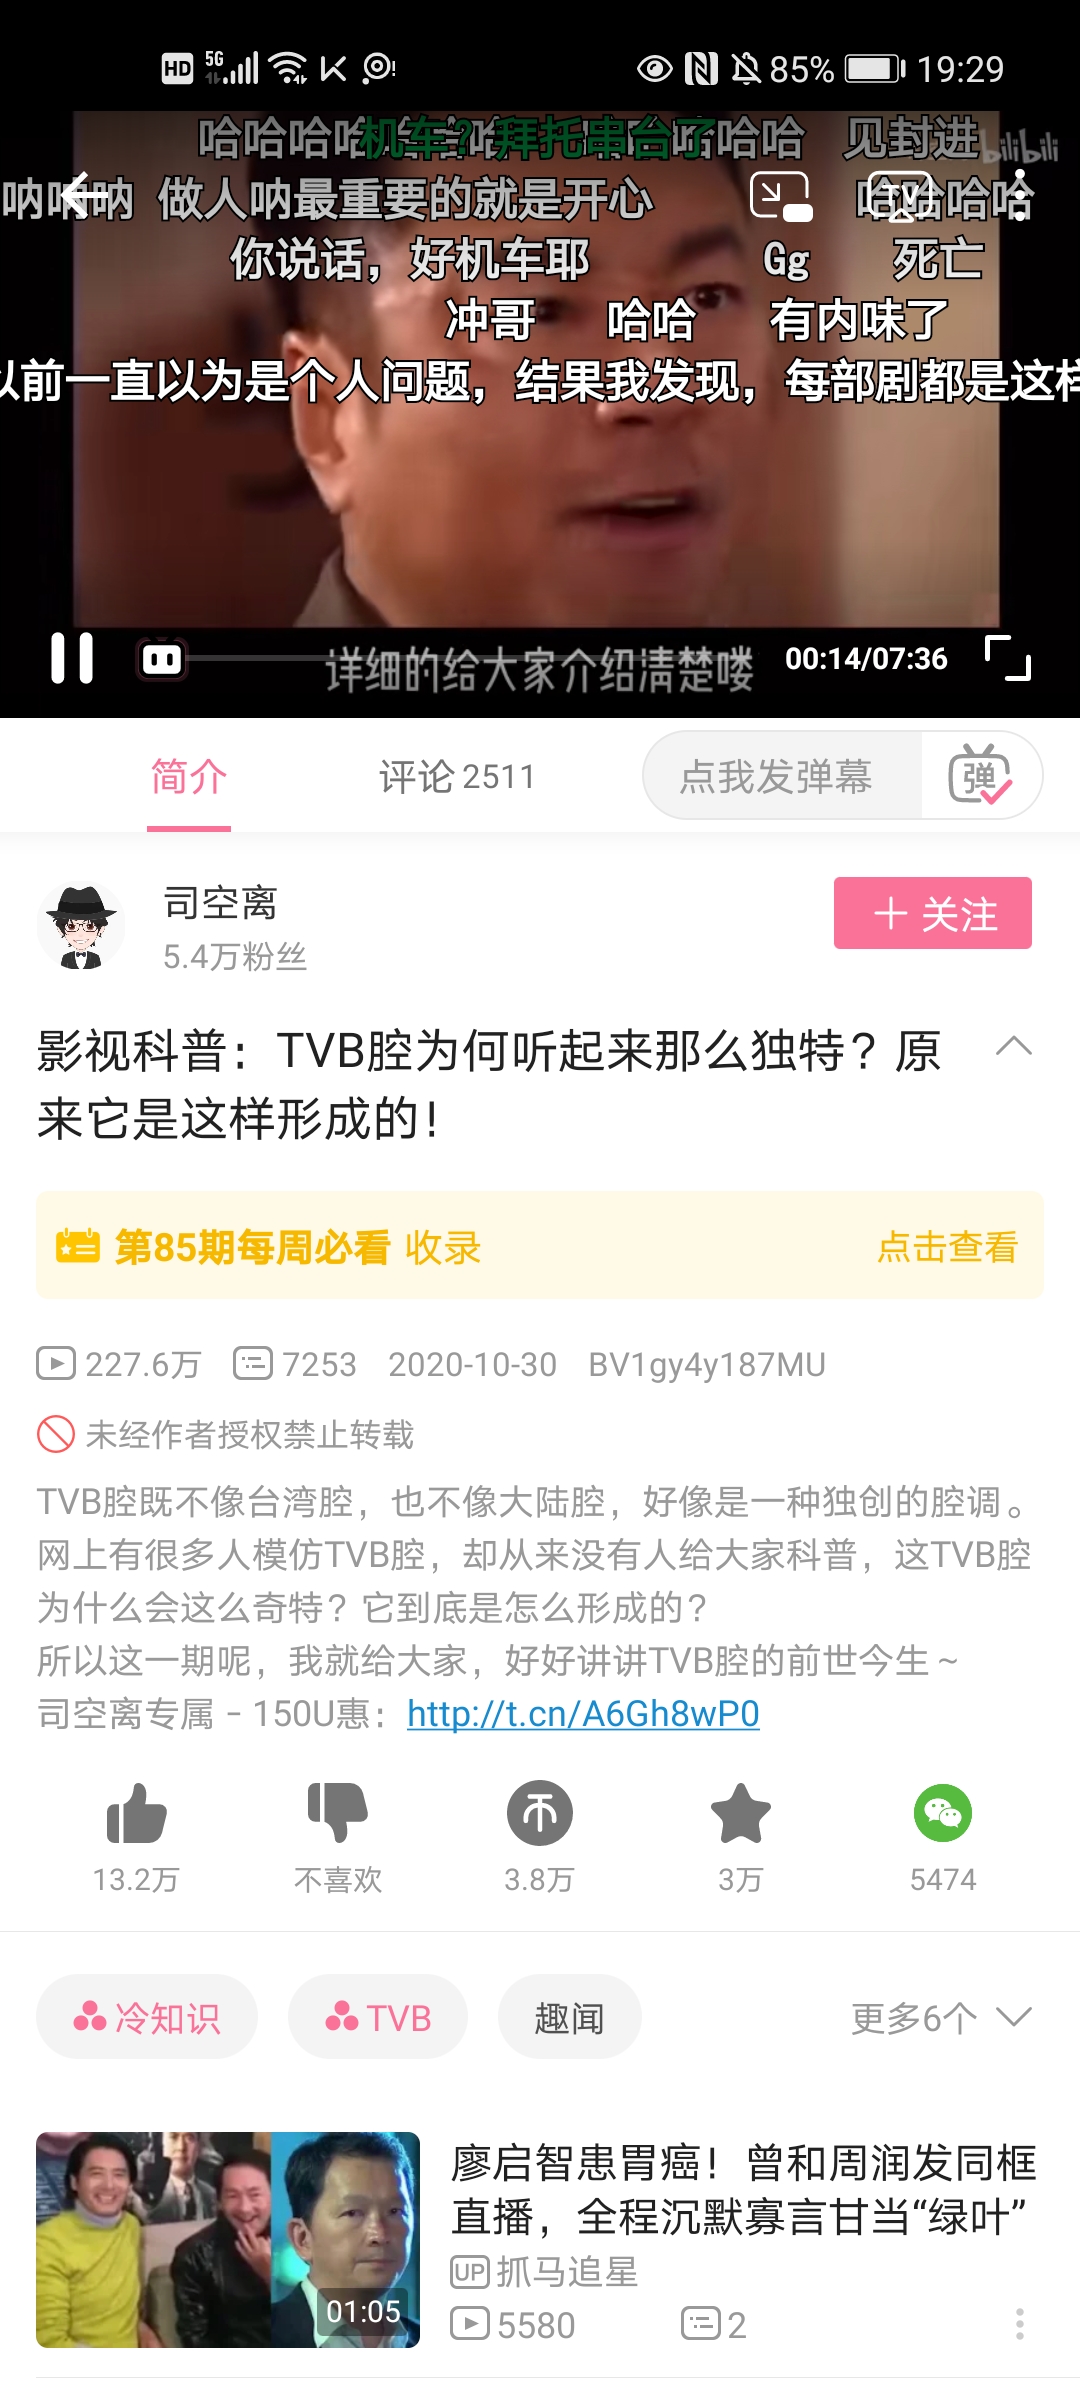 HD 5G 85% 19:29
哈哈哈哈 机车？拜托串台了 哈哈 见封进 bilibili
呐呐呐 做人呐最重要的就是开心 哈哈哈哈
TV
你说话，好机车耶 Gg 死亡
冲哥 哈哈 有内味了
以前一直以为是个人问题，结果我发现，每部剧都是这样
详细的给大家介绍清楚喽 00:14/07:36
简介 评论 2511 点我发弹幕 弹
司空离
5.4万粉丝
关注
影视科普：TVB腔为何听起来那么独特？原
来它是这样形成的！
第85期每周必看 收录 点击查看
227.6万 7253 2020-10-30 BV1gy4y187MU
未经作者授权禁止转载
TVB腔既不像台湾腔，也不像大陆腔，好像是一种独创的腔调。
网上有很多人模仿TVB腔，却从来没有人给大家科普，这TVB腔
为什么会这么奇特？它到底是怎么形成的？
所以这一期呢，我就给大家，好好讲讲TVB腔的前世今生～
司空离专属－150U惠：http://t.cn/A6Gh8wP0
13.2万 不喜欢 3.8万 3万 5474
冷知识 TVB 趣闻 更多6个
廖启智患胃癌！曾和周润发同框
直播，全程沉默寡言甘当“绿叶”
UP 抓马追星
01:05
5580 2